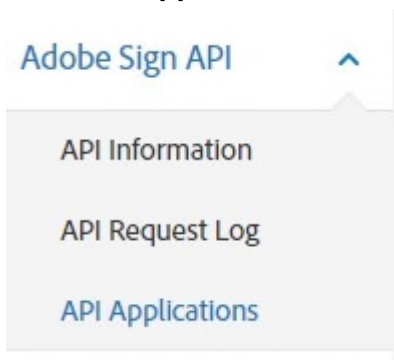 Adobe Sign API
API Information
API Request Log
API Applications